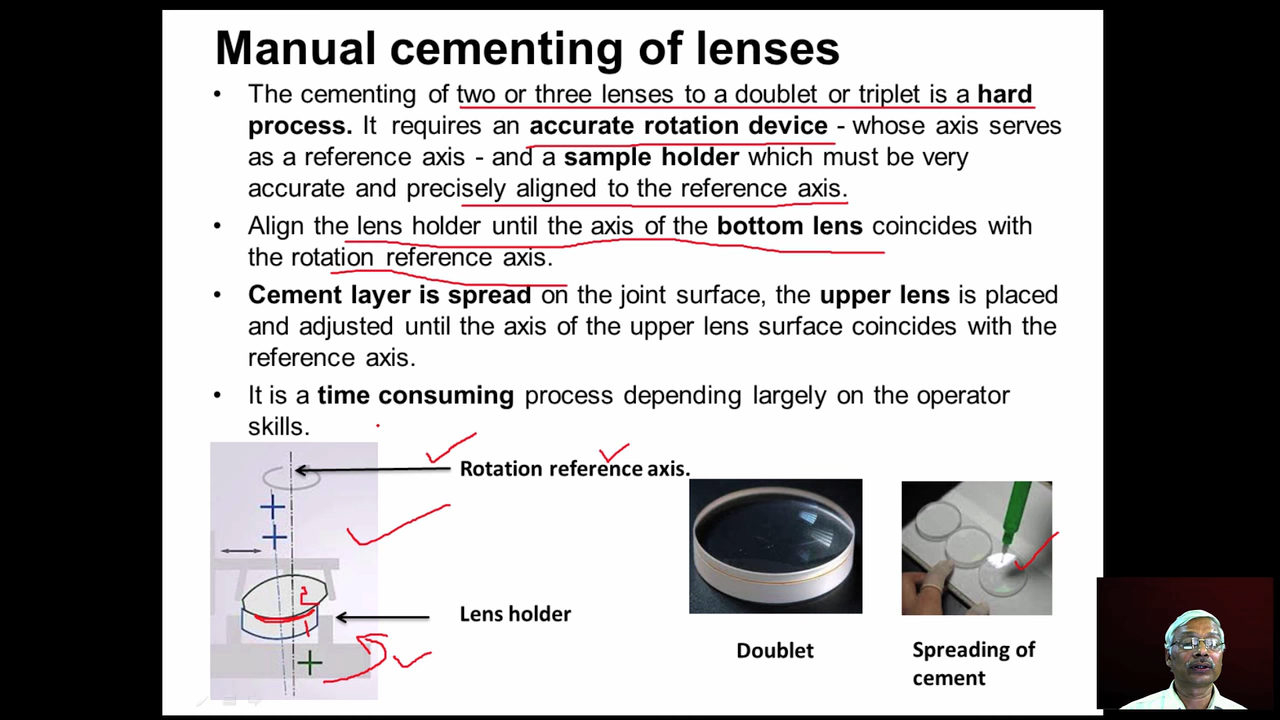 Manual cementing of lenses
• The cementing of two or three lenses to a doublet or triplet is a hard
process. It requires an accurate rotation device - whose axis serves
as a reference axis - and a sample holder which must be very
accurate and precisely aligned to the reference axis.
• Align the lens holder until the axis of the bottom lens coincides with
the rotation reference axis.
• Cement layer is spread on the joint surface, the upper lens is placed
and adjusted until the axis of the upper lens surface coincides with the
reference axis.
• It is a time consuming process depending largely on the operator
skills.
Rotation reference axis.
2
1
Lens holder
Doublet
Spreading of
cement